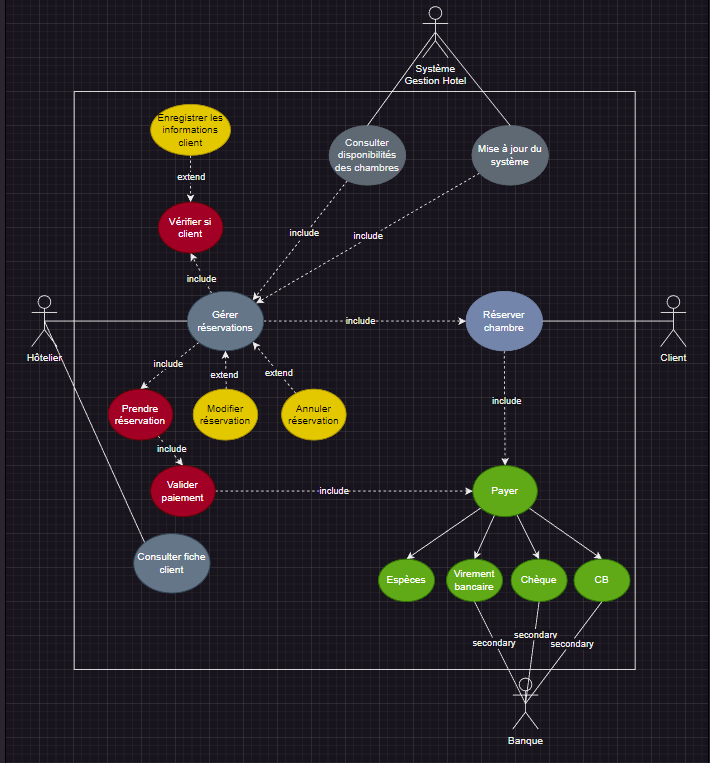 Système
Gestion Hotel
Enregistrer les
informations
client
Consulter
disponibilités
des chambres
Mise à jour du
système
extend
Vérifier si
client
include
include
include
Gérer
réservations
include
Réserver
chambre
Hôtelier
Client
include
extend
extend
include
Prendre
réservation
Modifier
réservation
Annuler
réservation
include
Valider
paiement
include
Payer
Consulter fiche
client
Espèces
Virement
bancaire
Chèque
CB
secondary
secondary
secondary
Banque